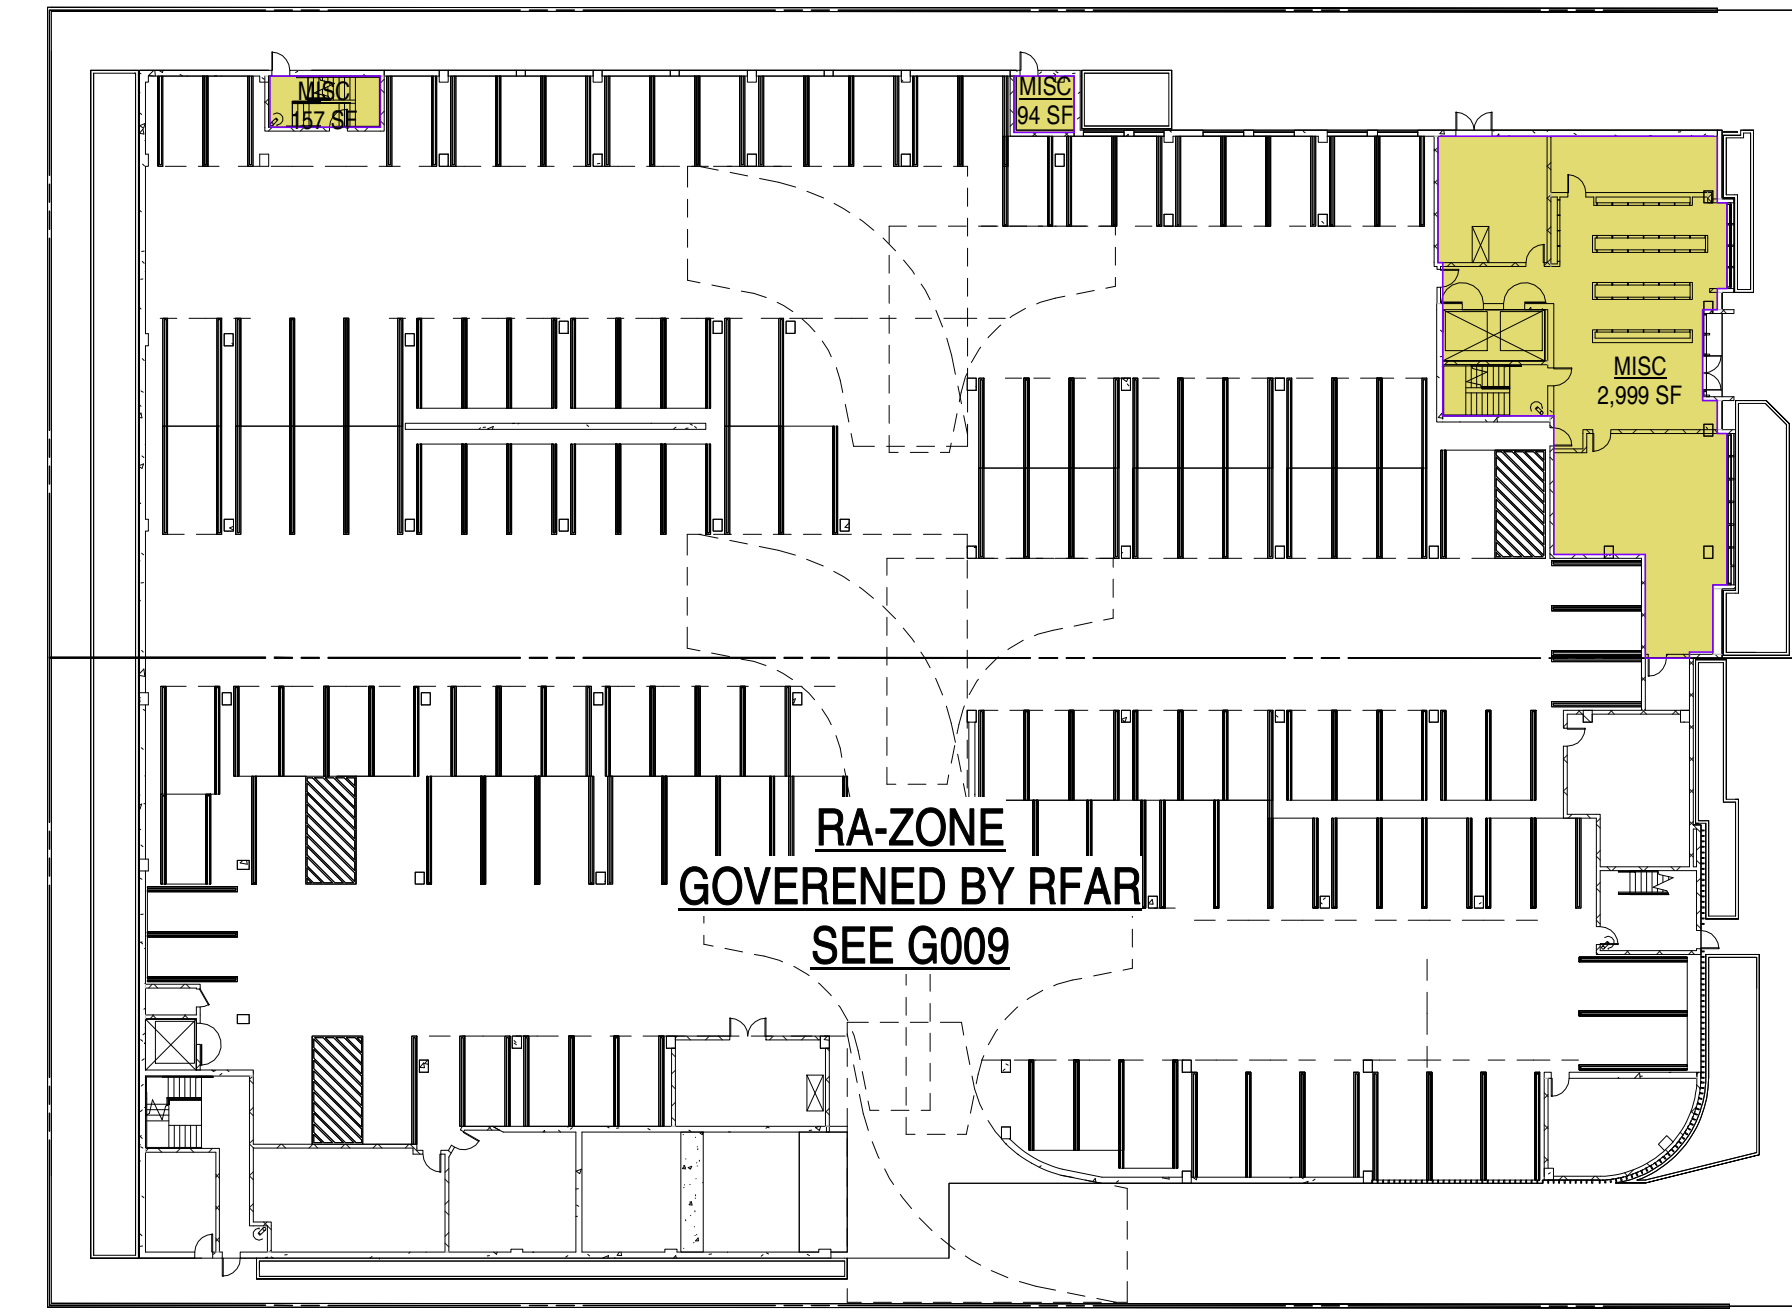 MISC
157 SF
MISC
94 SF
MISC
2,999 SF
RA-ZONE
GOVERENED BY RFAR
SEE G009